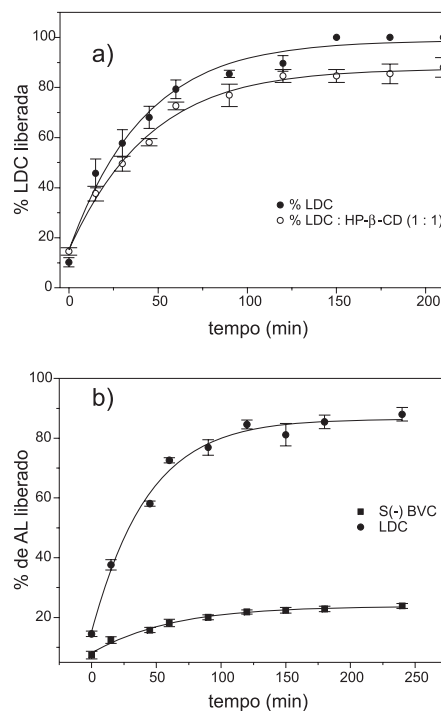 a)
100
80
60
40
20
0
% LDC liberada
% LDC
% LDC : HP-β-CD (1 : 1)
0 50 100 150 200
tempo (min)
b)
100
80
60
40
20
% de AL liberado
S(-) BVC
LDC
0 50 100 150 200 250
tempo (min)